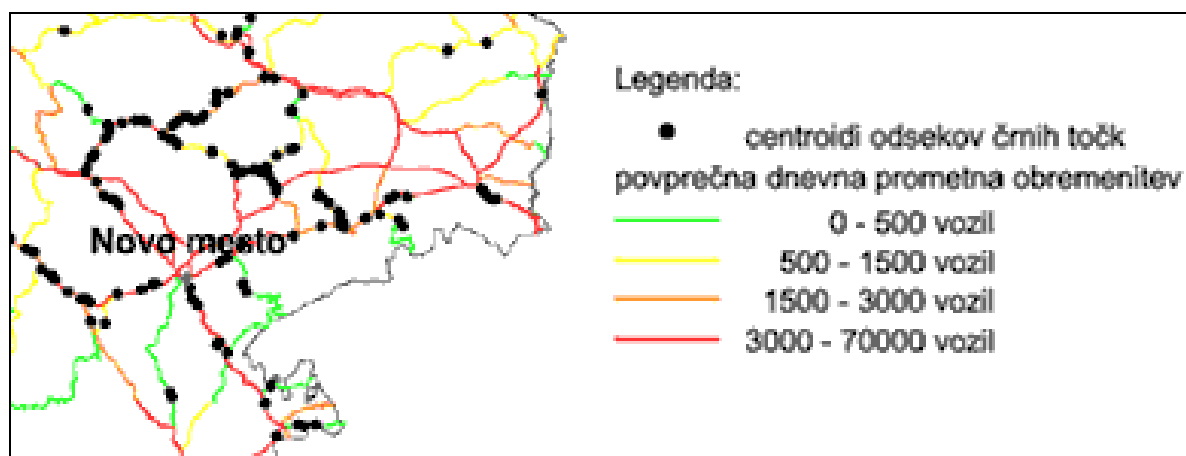 Legenda:
centroidi odsekov črnih točk
povprečna dnevna prometna obremenitev
0 - 500 vozil
500 - 1500 vozil
1500 - 3000 vozil
3000 - 70000 vozil
Novo mesto